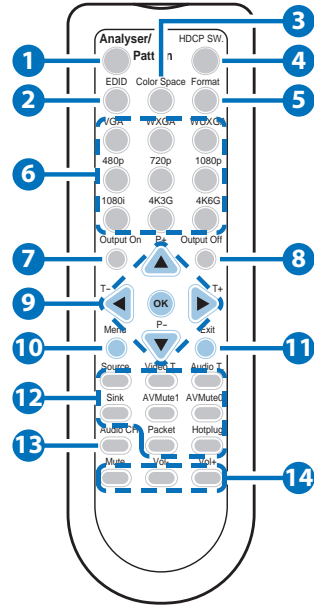 Analyser/ HDCP SW. 3
1 Pattern 4
EDID Color Space Format
2 5
VGA WXGA WUXGA
480p 720p 1080p
6
1080i 4K3G 4K6G
Output On P+ Output Off
7 8
T− T+
9 OK
Menu P− Exit
10 11
Source Video T. Audio T.
12 Sink AVMute1 AVMute0
13 Audio CH. Packet Hotplug
Mute Vol- Vol+
14